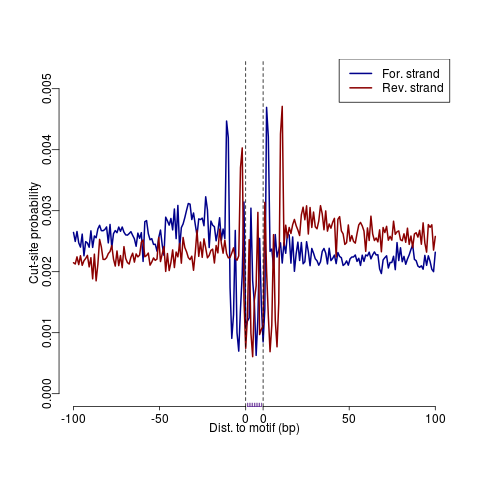 For. strand
Rev. strand
Cut-site probability
0.005
0.004
0.003
0.002
0.001
0.000
-100 -50 0 0 50 100
Dist. to motif (bp)